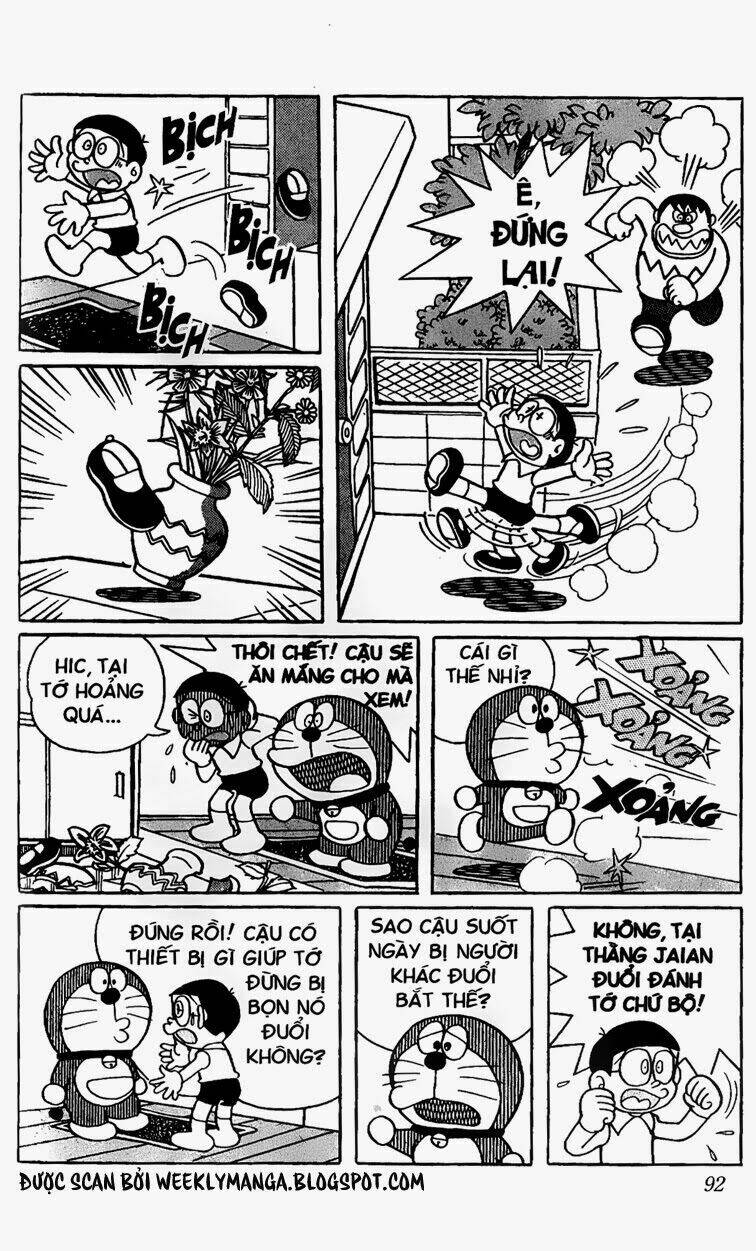 Ê,
ĐỨNG
LẠI!
BỊCH
BỊCH
BỊCH
CÁI GÌ
THẾ NHỈ?
XOẢNG
XOẢNG
XOẢNG
THÔI CHẾT! CẬU SẼ
ĂN MẮNG CHO MÀ
XEM!
HIC, TẠI
TỚ HOẢNG
QUÁ...
KHÔNG, TẠI
THẰNG JAIAN
ĐUỔI ĐÁNH
TỚ CHỨ BỘ!
SAO CẬU SUỐT
NGÀY BỊ NGƯỜI
KHÁC ĐUỔI
BẮT THẾ?
ĐÚNG RỒI! CẬU CÓ
THIẾT BỊ GÌ GIÚP TỚ
ĐỪNG BỊ
BỌN NÓ
ĐUỔI
KHÔNG?
ĐƯỢC SCAN BỞI WEEKLYMANGA.BLOGSPOT.COM
92